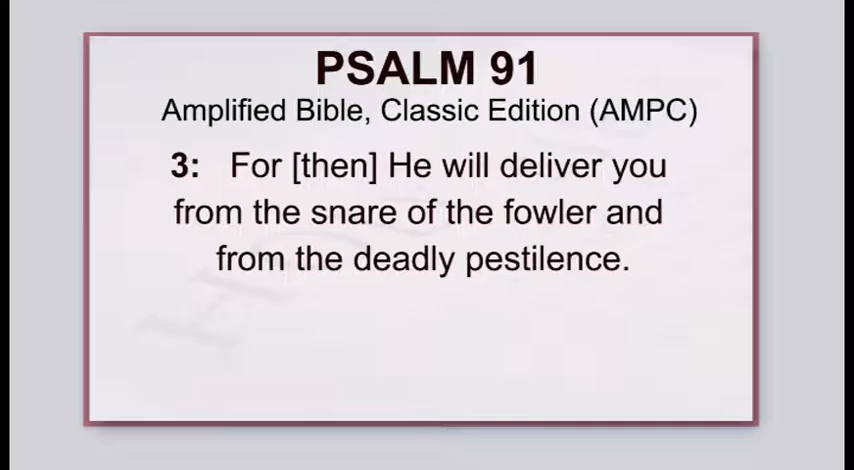 PSALM 91
Amplified Bible, Classic Edition (AMPC)
3: For [then] He will deliver you
from the snare of the fowler and
from the deadly pestilence.